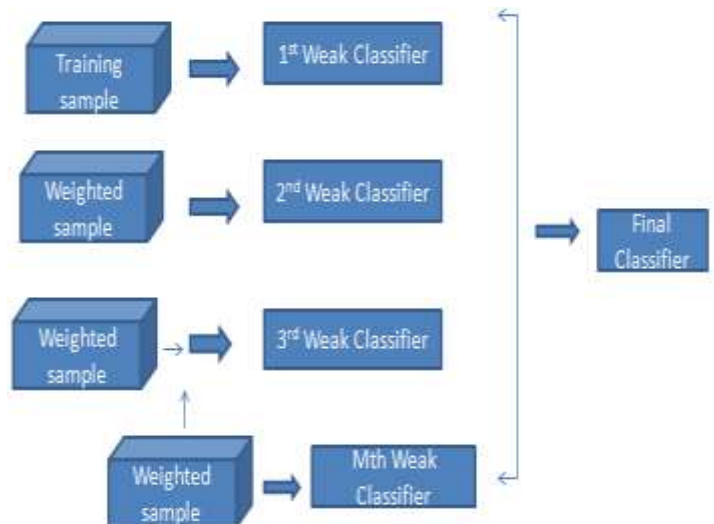 Training
sample
1st Weak Classifier
Weighted
sample
2nd Weak Classifier
Final
Classifier
Weighted
sample
3rd Weak Classifier
Weighted
sample
Mth Weak
Classifier